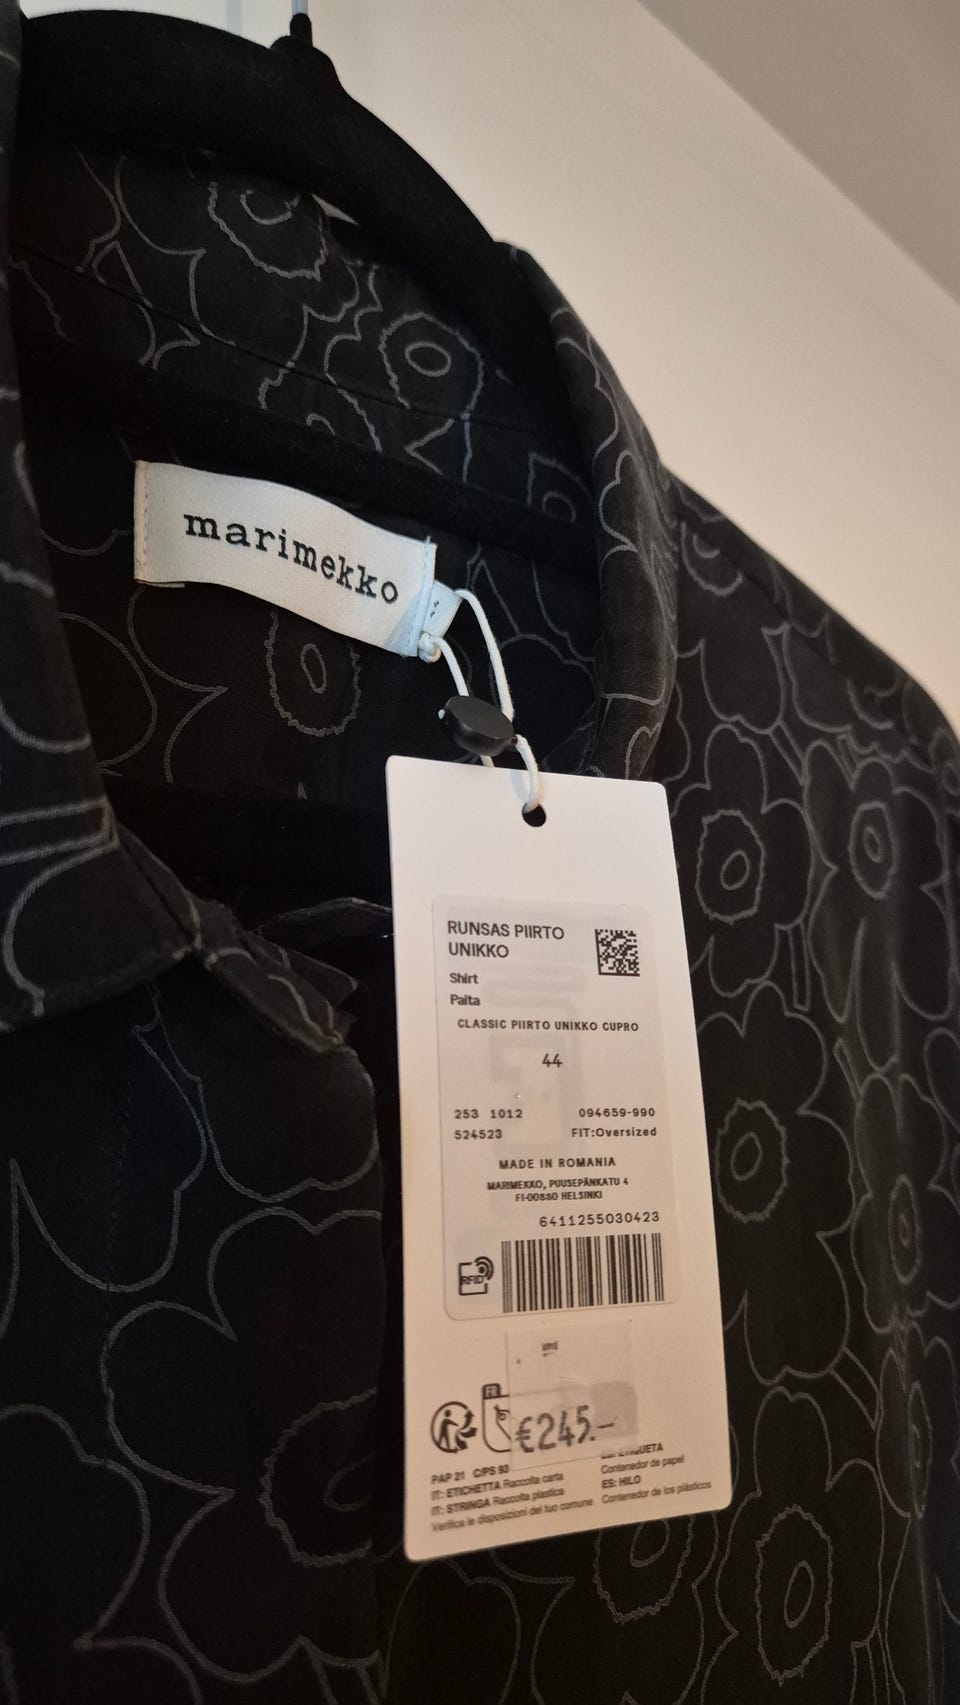 marimekko
RUNSAS PIIRTO
UNIKKO
Shirt
Paita
CLASSIC PIIRTO UNIKKO CUPRO
44
253 1012 094659-990
524523 FIT:Oversized
MADE IN ROMANIA
MARIMEKKO, PUUSEPÄNKATU 4
FI-00880 HELSINKI
6411255030423
RFID
FR
€245.-
PAP 21 C/PS 93
IT: ETICHETTA Raccolta carta
IT: STRINGA Raccolta plastica
Verifica le disposizioni del tuo comune
Contenedor de papel
ES: HILO
Contenedor de los plásticos